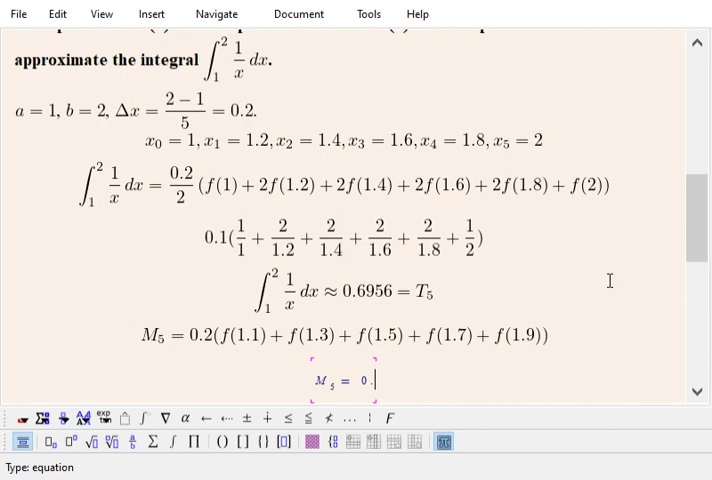 File Edit View Insert Navigate Document Tools Help
approximate the integral ∫₁² 1/x dx.
a = 1, b = 2, Δx = (2 − 1)/5 = 0.2.
x₀ = 1, x₁ = 1.2, x₂ = 1.4, x₃ = 1.6, x₄ = 1.8, x₅ = 2
∫₁² 1/x dx = 0.2/2 (f(1) + 2f(1.2) + 2f(1.4) + 2f(1.6) + 2f(1.8) + f(2))
0.1(1/1 + 2/1.2 + 2/1.4 + 2/1.6 + 2/1.8 + 1/2)
∫₁² 1/x dx ≈ 0.6956 = T₅
M₅ = 0.2(f(1.1) + f(1.3) + f(1.5) + f(1.7) + f(1.9))
M₅ = 0.
Type: equation